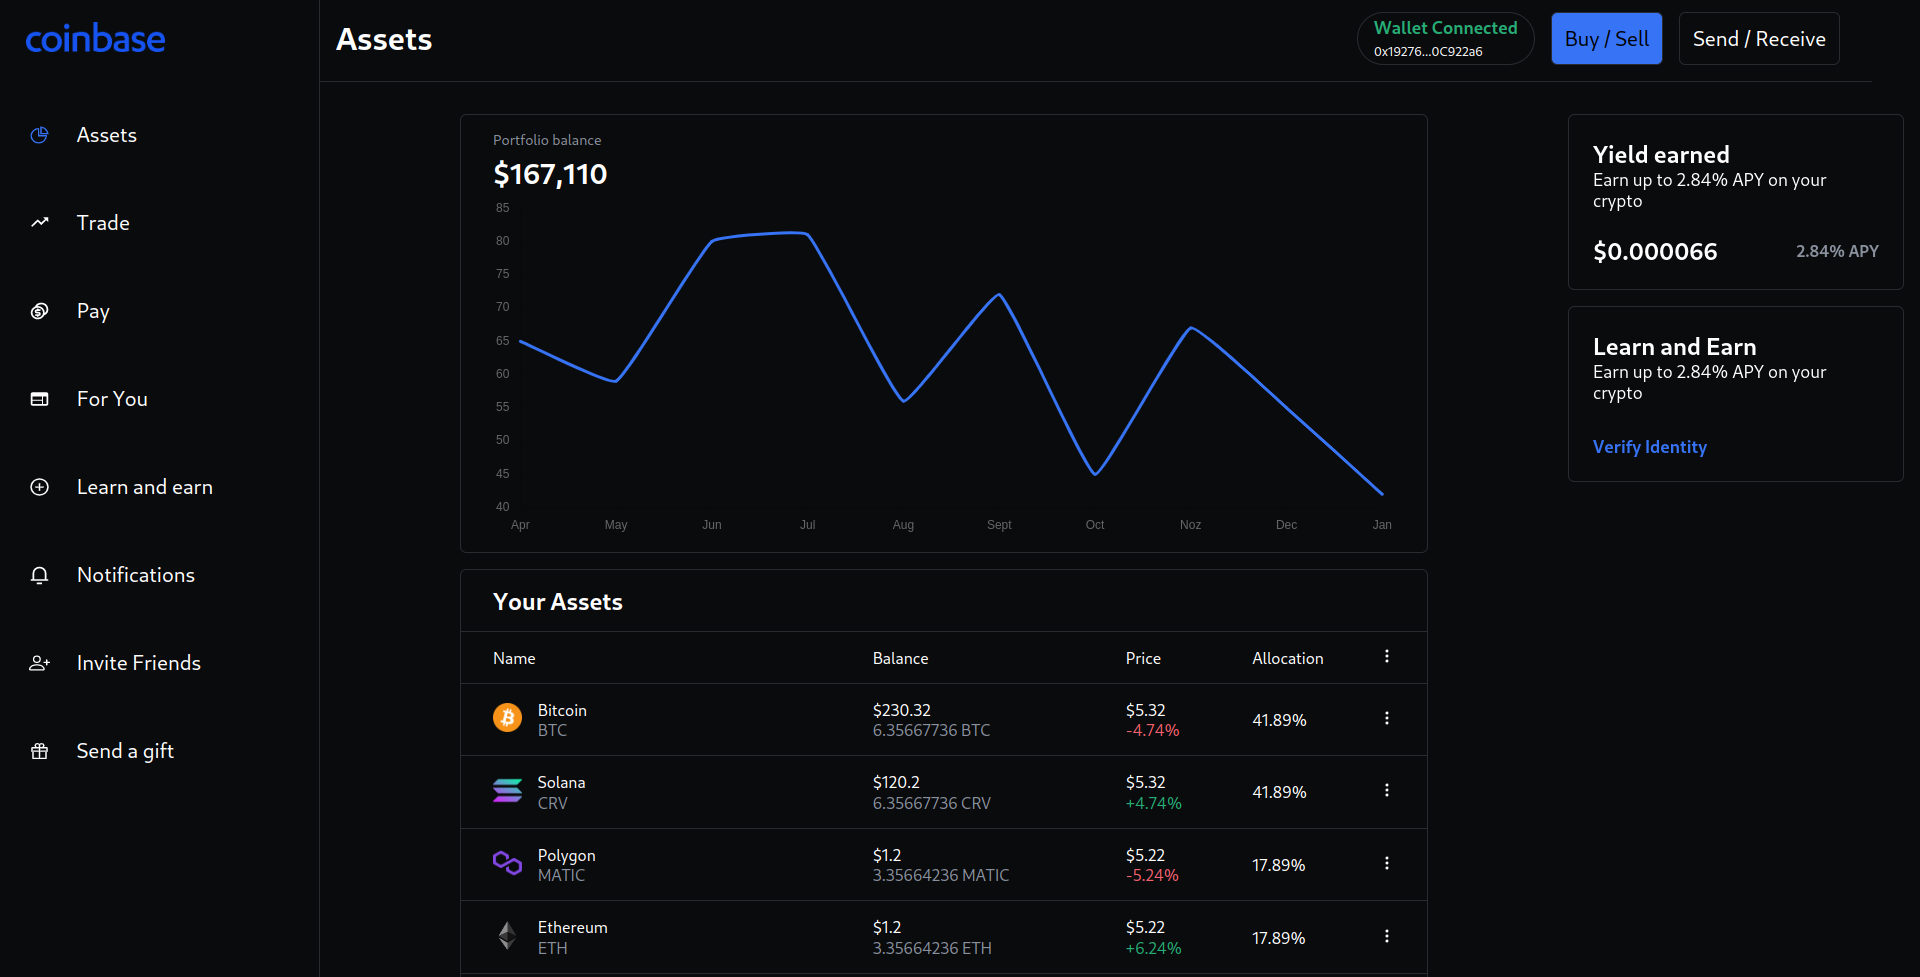 coinbase
Assets
Trade
Pay
For You
Learn and earn
Notifications
Invite Friends
Send a gift
Assets
Wallet Connected
0x19276...0C922a6
Buy / Sell
Send / Receive
Portfolio balance
$167,110
85
80
75
70
65
60
55
50
45
40
Apr May Jun Jul Aug Sept Oct Noz Dec Jan
Yield earned
Earn up to 2.84% APY on your
crypto
$0.000066 2.84% APY
Learn and Earn
Earn up to 2.84% APY on your
crypto
Verify Identity
Your Assets
Name Balance Price Allocation
Bitcoin $230.32 $5.32 41.89%
BTC 6.35667736 BTC -4.74%
Solana $120.2 $5.32 41.89%
CRV 6.35667736 CRV +4.74%
Polygon $1.2 $5.22 17.89%
MATIC 3.35664236 MATIC -5.24%
Ethereum $1.2 $5.22 17.89%
ETH 3.35664236 ETH +6.24%